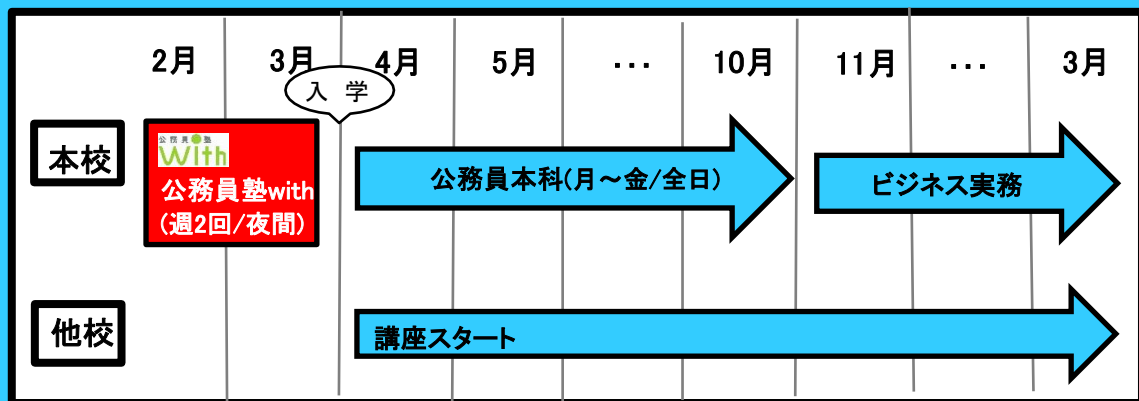 2月 3月 4月 5月 … 10月 11月 … 3月
入 学
本校
公務員塾
With
公務員塾with
(週2回/夜間)
公務員本科(月～金/全日)
ビジネス実務
他校
講座スタート